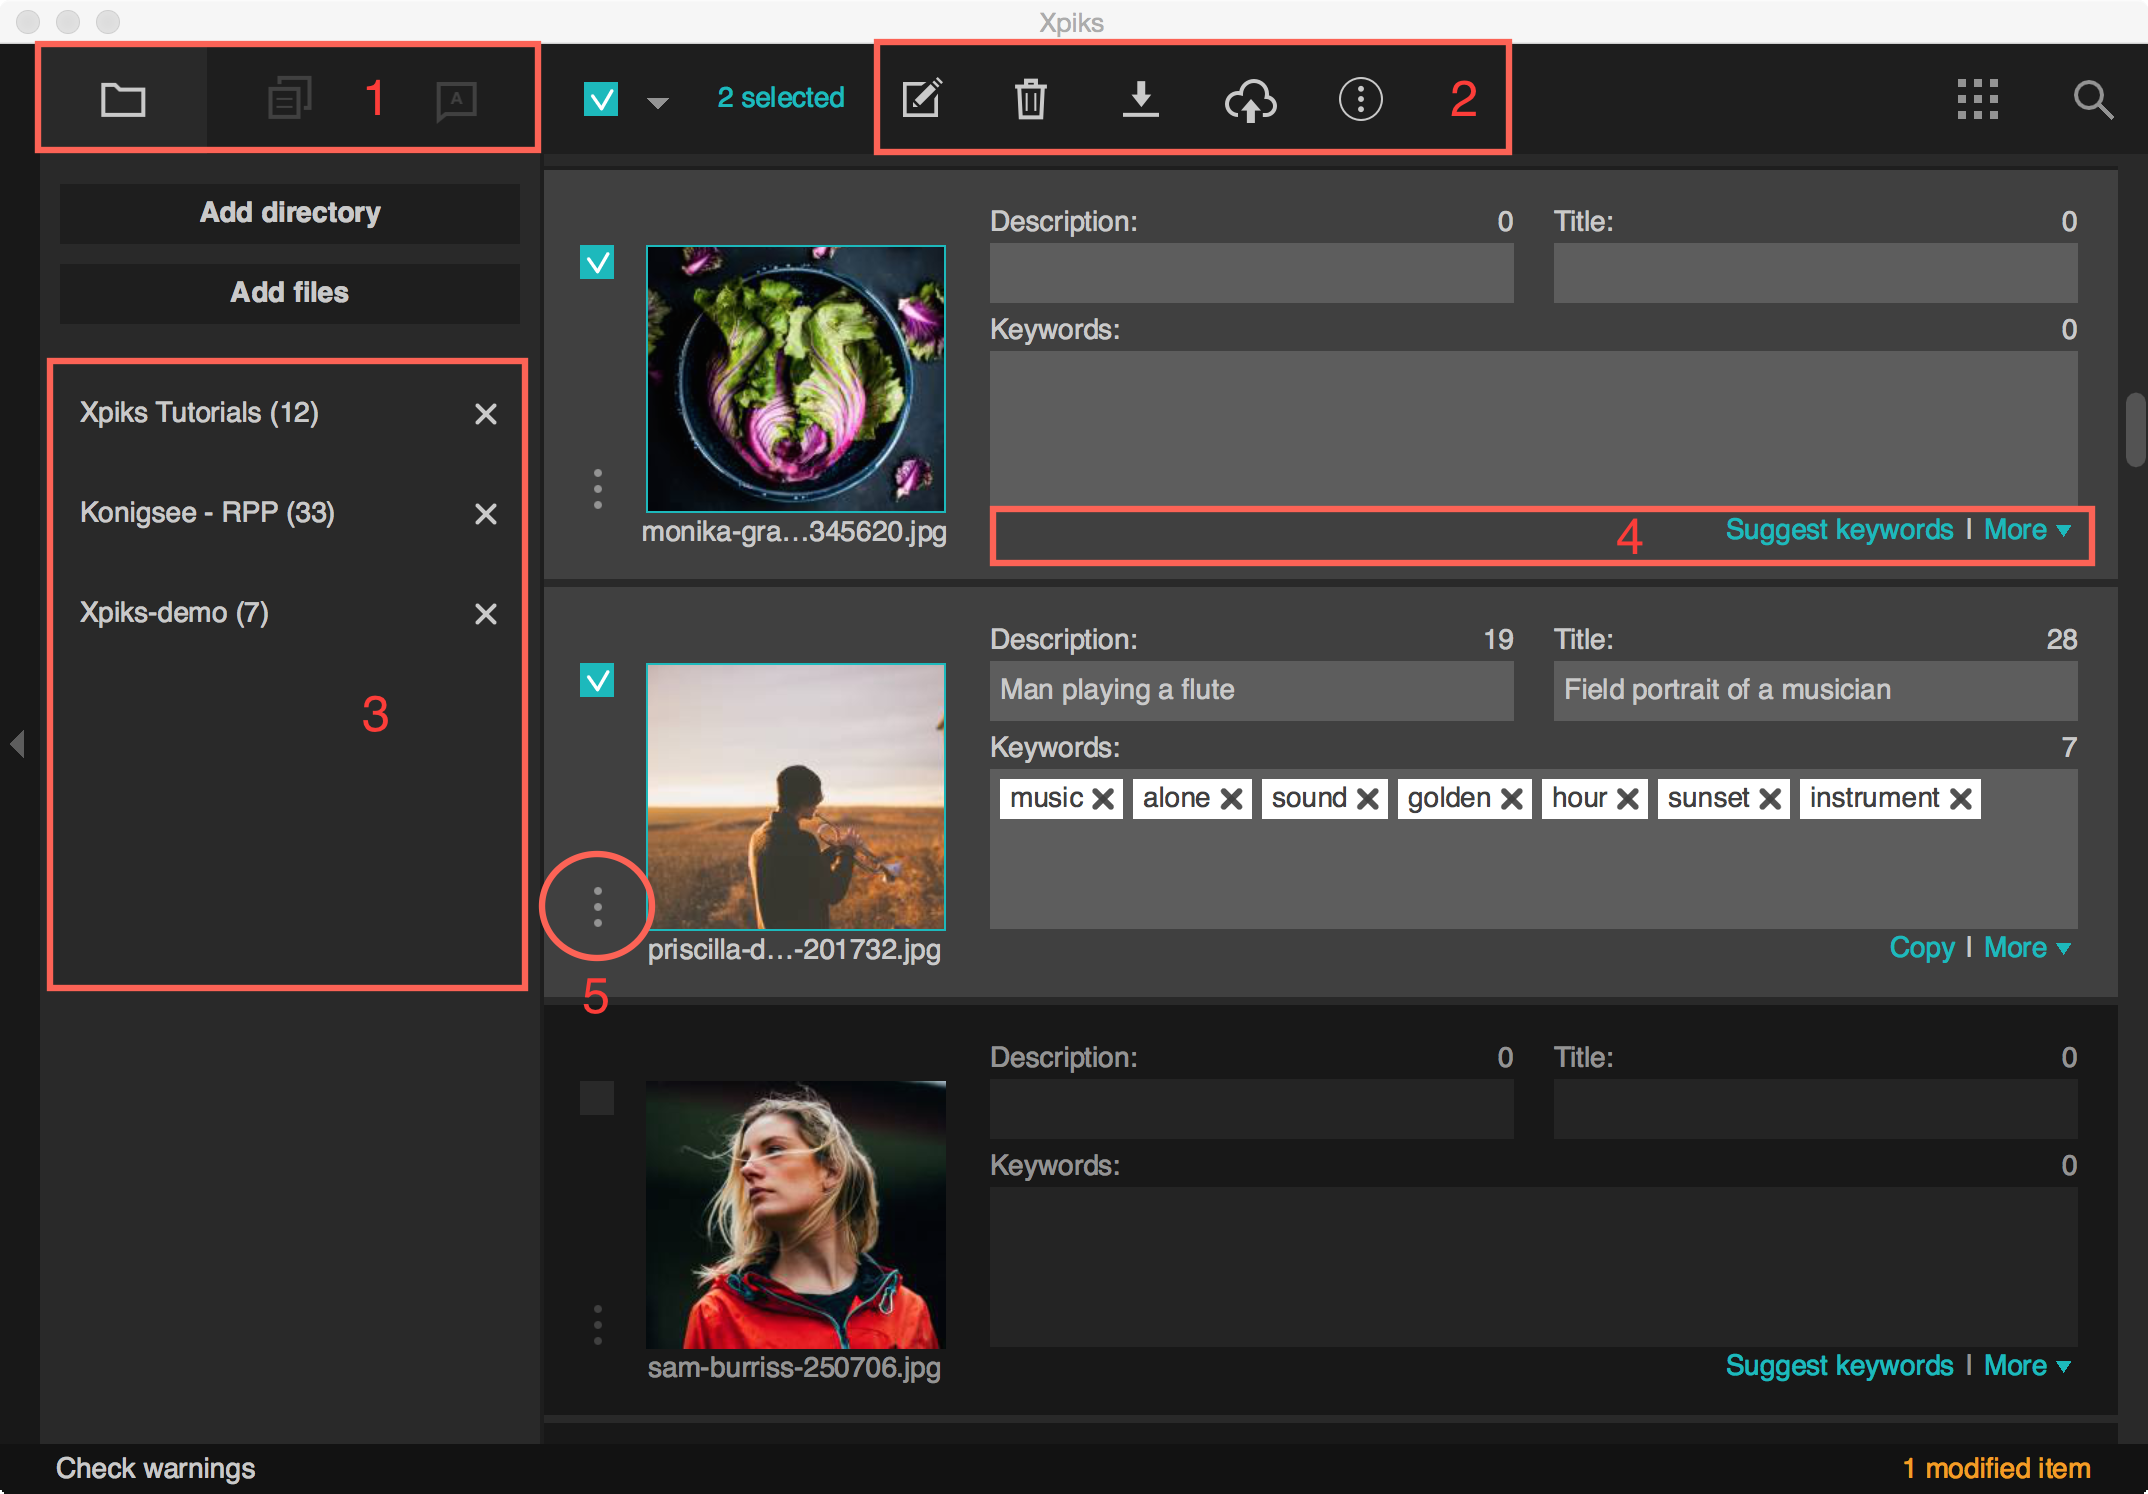 Xpiks
1
A
2 selected
2
Add directory
Add files
Xpiks Tutorials (12)
Konigsee - RPP (33)
Xpiks-demo (7)
3
Description: 0
Title: 0
Keywords: 0
monika-gra...345620.jpg
4
Suggest keywords | More
Description: 19
Title: 28
Man playing a flute
Field portrait of a musician
Keywords: 7
music alone sound golden hour sunset instrument
priscilla-d...-201732.jpg
Copy | More
5
Description: 0
Title: 0
Keywords: 0
sam-burriss-250706.jpg
Suggest keywords | More
Check warnings
1 modified item